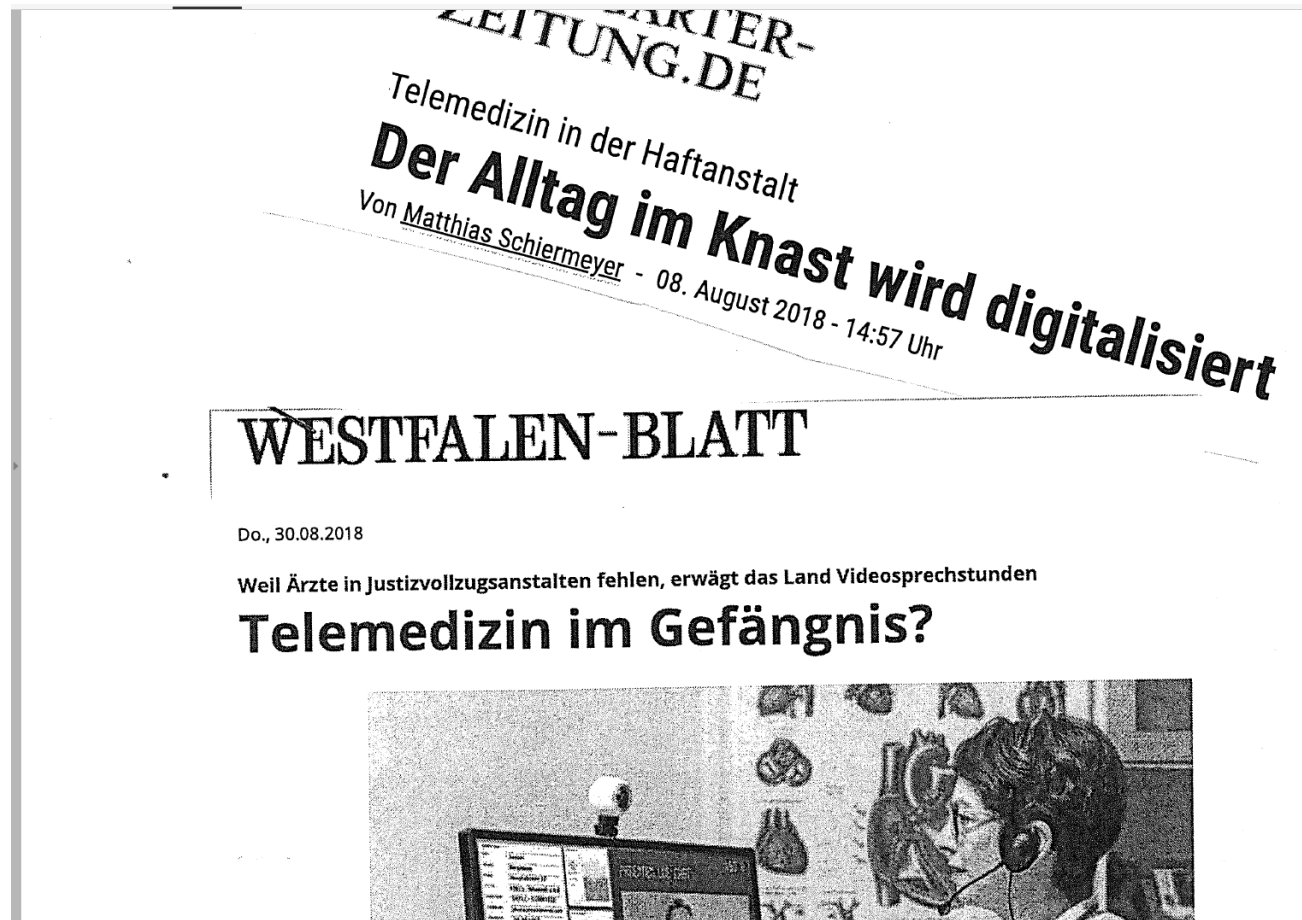 ZEITUNG.DE
Telemedizin in der Haftanstalt
Der Alltag im Knast wird digitalisiert
Von Matthias Schiermeyer - 08. August 2018 - 14:57 Uhr
WESTFALEN-BLATT
Do., 30.08.2018
Weil Ärzte in Justizvollzugsanstalten fehlen, erwägt das Land Videosprechstunden
Telemedizin im Gefängnis?